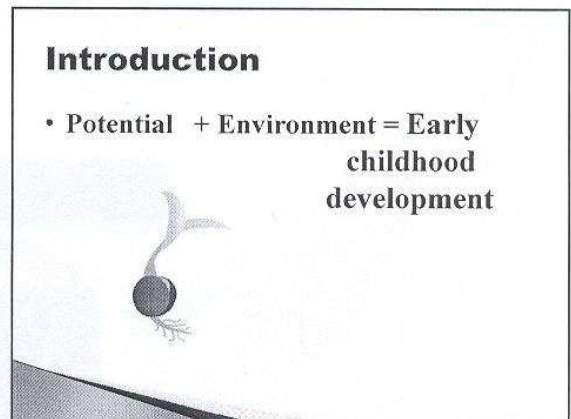 Introduction
• Potential + Environment = Early
childhood
development